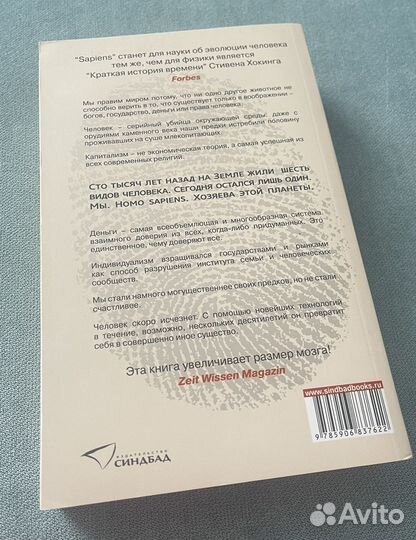 “Sapiens” станет для науки об эволюции человека
тем же, чем для физики является
“Краткая история времени” Стивена Хокинга
Forbes
Мы правим миром потому, что ни одно другое животное не
способно верить в то, что существует только в воображении –
богов, государство, деньги или права человека.
Человек – серийный убийца окружающей среды: даже с
орудиями каменного века наши предки истребили половину
проживавших на суше млекопитающих.
Капитализм – не экономическая теория, а самая успешная из
всех современных религий.
Сто тысяч лет назад на Земле жили шесть
видов человека. Сегодня остался лишь один.
Мы. Homo sapiens. Хозяева этой планеты.
Деньги – самая всеобъемлющая и многообразная система
взаимного доверия из всех, когда-либо придуманных. Это
единственное, чему доверяют все.
Индивидуализм взращивался государствами и рынками
как способ разрушения института семьи и человеческих
сообществ.
Мы стали намного могущественнее своих предков, но не стали
счастливее.
Человек скоро исчезнет. С помощью новейших технологий
в течение, возможно, нескольких десятилетий он превратит
себя в совершенно иное существо.
Эта книга увеличивает размер мозга!
Zeit Wissen Magazin
www.sindbadbooks.ru
9 785906 837622
ИЗДАТЕЛЬСТВО
СИНДБАД
Avito